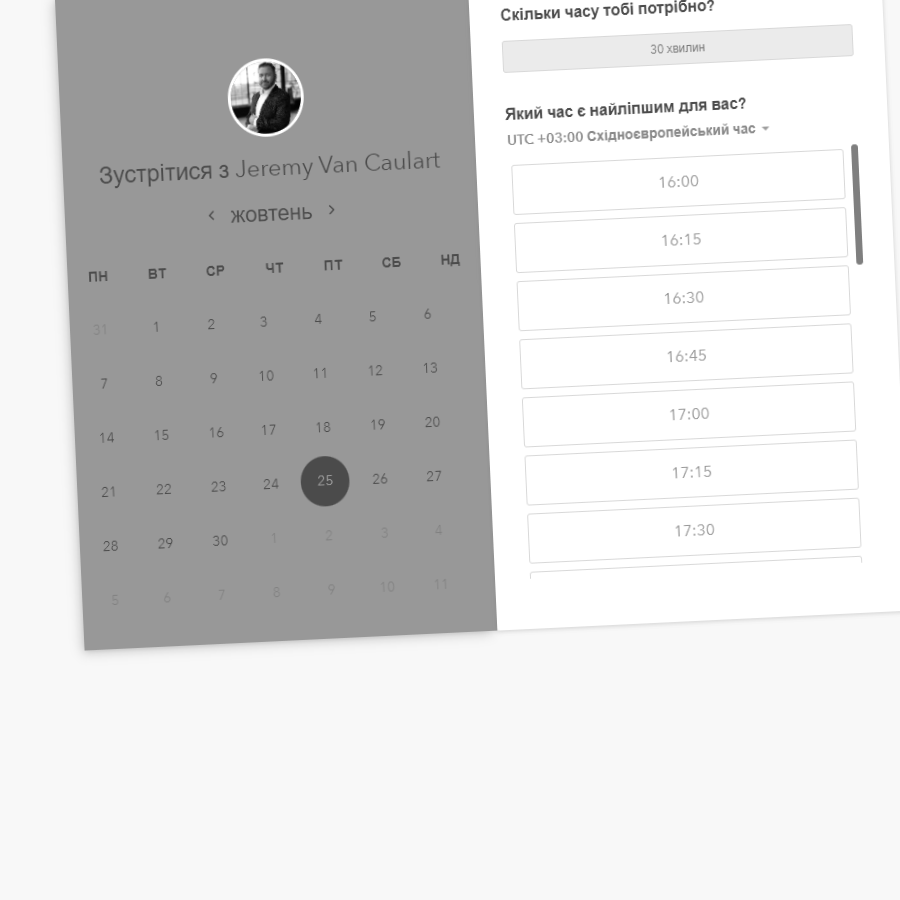 Зустрітися з Jeremy Van Caulart
‹ жовтень ›
ПН ВТ СР ЧТ ПТ СБ НД
31 1 2 3 4 5 6
7 8 9 10 11 12 13
14 15 16 17 18 19 20
21 22 23 24 25 26 27
28 29 30 1 2 3 4
5 6 7 8 9 10 11
Скільки часу тобі потрібно?
30 хвилин
Який час є найліпшим для вас?
UTC +03:00 Східноєвропейський час
16:00
16:15
16:30
16:45
17:00
17:15
17:30